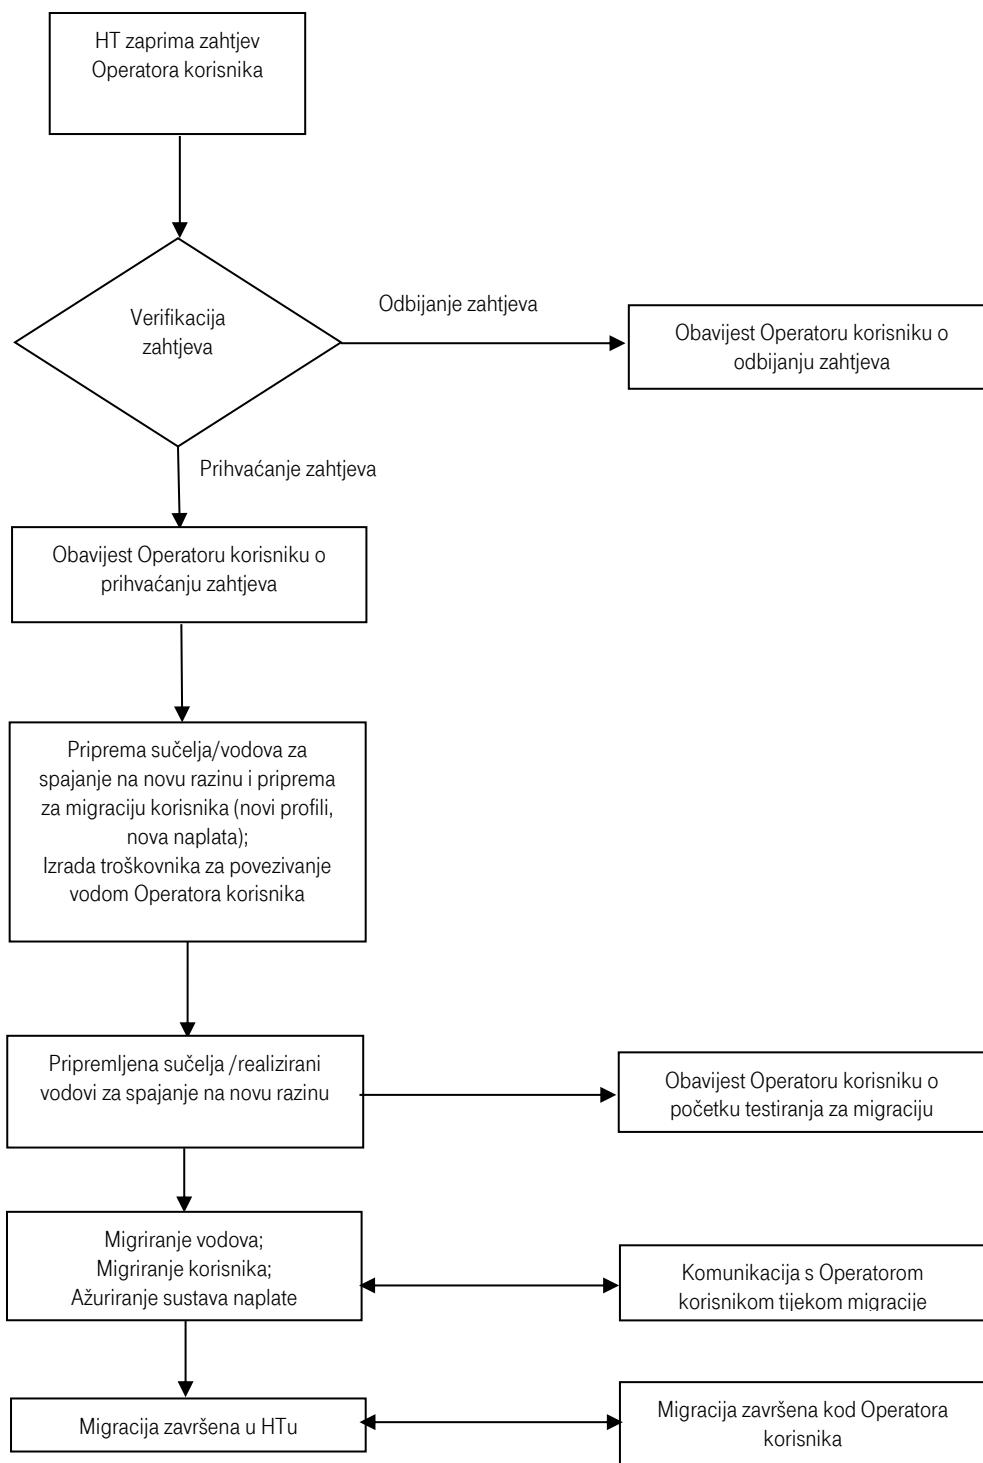 HT zaprima zahtjev
Operatora korisnika
Verifikacija
zahtjeva
Odbijanje zahtjeva
Obavijest Operatoru korisniku o
odbijanju zahtjeva
Prihvaćanje zahtjeva
Obavijest Operatoru korisniku o
prihvaćanju zahtjeva
Priprema sučelja/vodova za
spajanje na novu razinu i priprema
za migraciju korisnika (novi profili,
nova naplata);
Izrada troškovnika za povezivanje
vodom Operatora korisnika
Pripremljena sučelja /realizirani
vodovi za spajanje na novu razinu
Obavijest Operatoru korisniku o
početku testiranja za migraciju
Migriranje vodova;
Migriranje korisnika;
Ažuriranje sustava naplate
Komunikacija s Operatorom
korisnikom tijekom migracije
Migracija završena u HTu
Migracija završena kod Operatora
korisnika